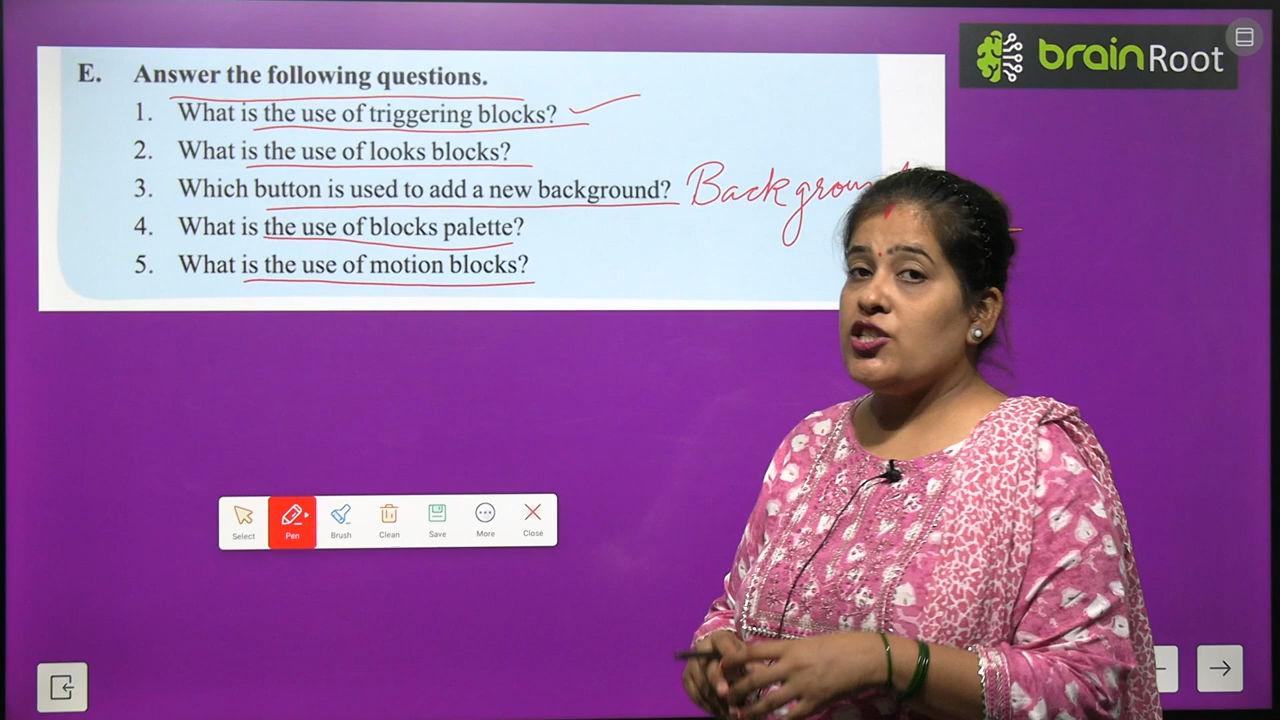 brainRoot
E. Answer the following questions.
1. What is the use of triggering blocks?
2. What is the use of looks blocks?
3. Which button is used to add a new background?
4. What is the use of blocks palette?
5. What is the use of motion blocks?
Select Pen Brush Clean Save More Close